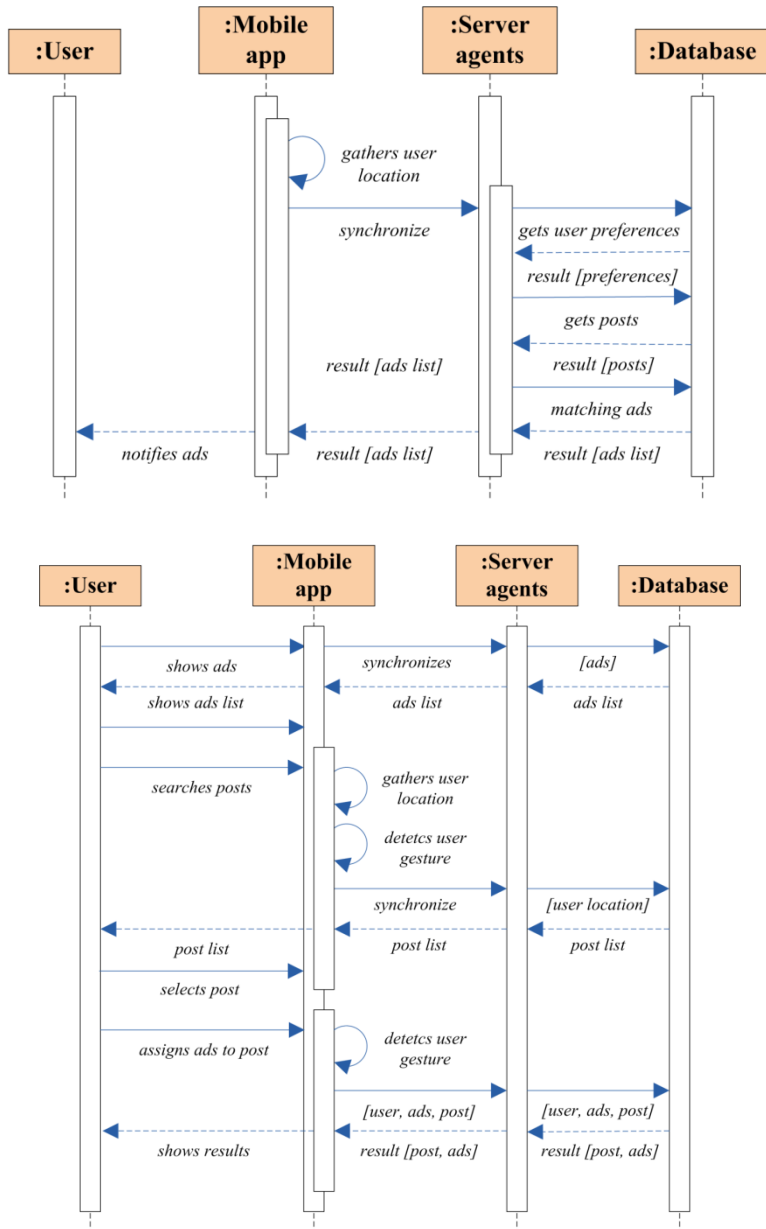 :User
:Mobile
app
:Server
agents
:Database
gathers user
location
synchronize
gets user preferences
result [preferences]
gets posts
result [ads list]
result [posts]
matching ads
notifies ads
result [ads list]
result [ads list]
:User
:Mobile
app
:Server
agents
:Database
shows ads
synchronizes
[ads]
shows ads list
ads list
ads list
searches posts
gathers user
location
detetcs user
gesture
synchronize
[user location]
post list
post list
post list
selects post
assigns ads to post
detetcs user
gesture
[user, ads, post]
[user, ads, post]
shows results
result [post, ads]
result [post, ads]